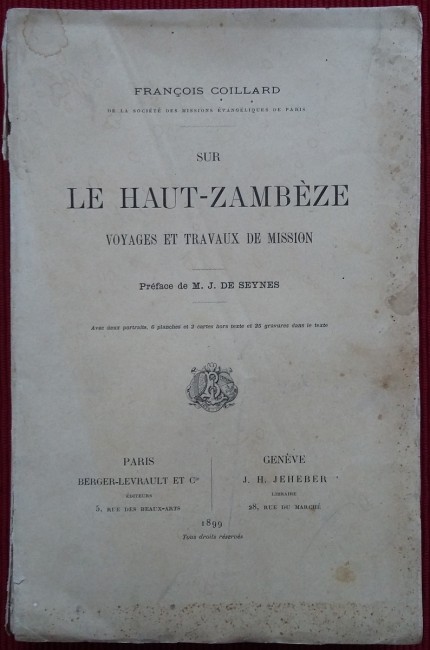 FRANÇOIS COILLARD
DE LA SOCIÉTÉ DES MISSIONS ÉVANGÉLIQUES DE PARIS
SUR
LE HAUT-ZAMBÈZE
VOYAGES ET TRAVAUX DE MISSION
Préface de M. J. DE SEYNES
Avec deux portraits, 6 planches et 2 cartes hors texte et 26 gravures dans le texte
PARIS
BERGER-LEVRAULT ET Cie
ÉDITEURS
5, RUE DES BEAUX-ARTS
GENÈVE
J. H. JEHEBER
LIBRAIRE
28, RUE DU MARCHÉ
1899
Tous droits réservés